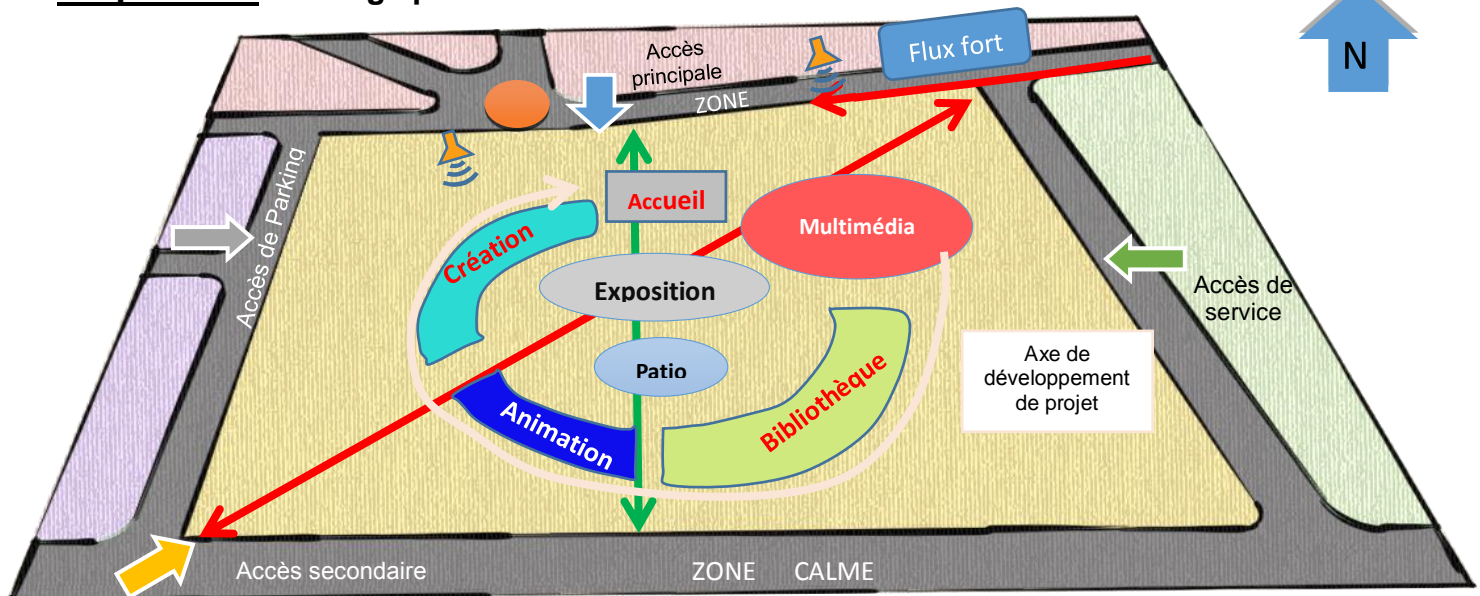 Accès
principale
Flux fort
N
ZONE
Accès de Parking
Accueil
Multimédia
Création
Exposition
Accès de
service
Patio
Axe de
développement
de projet
Bibliothèque
Animation
Accès secondaire
ZONE CALME